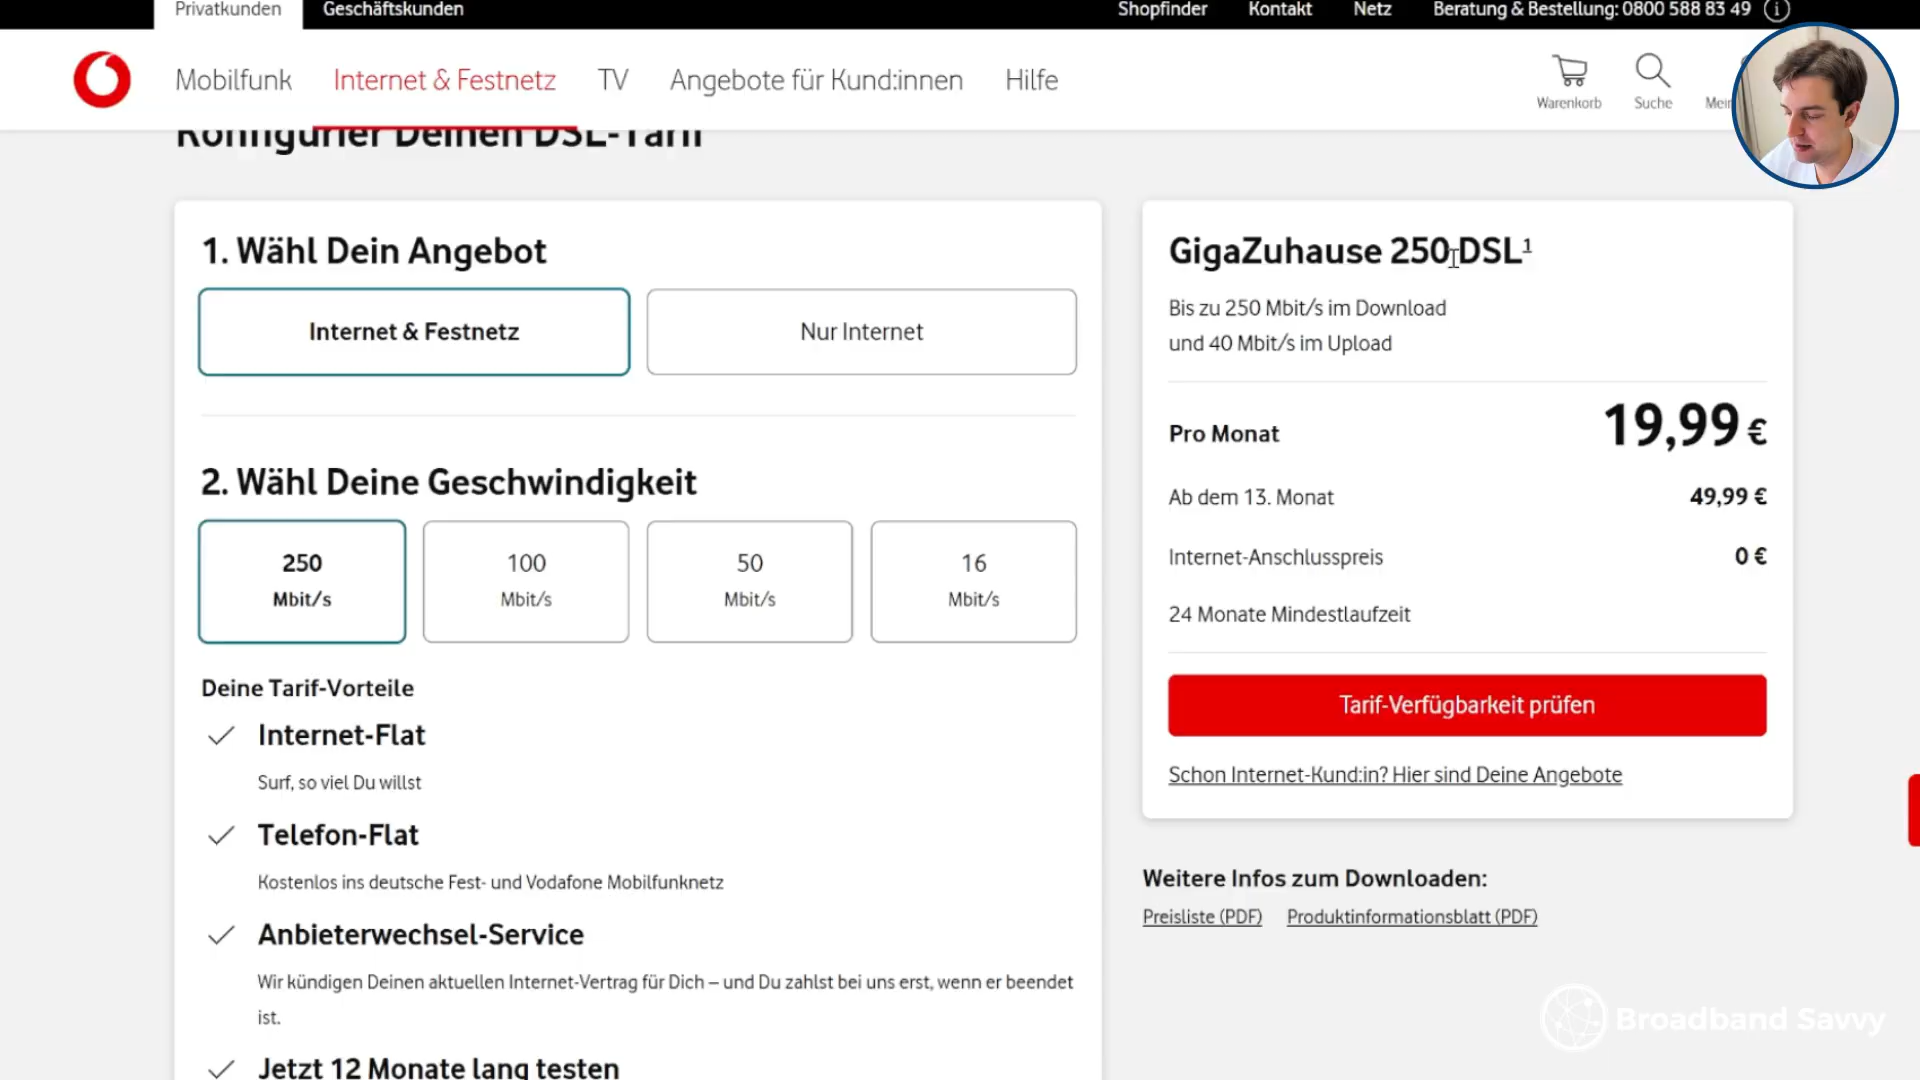 Privatkunden
Geschäftskunden
Shopfinder
Kontakt
Netz
Beratung & Bestellung: 0800 588 83 49
Mobilfunk
Internet & Festnetz
TV
Angebote für Kund:innen
Hilfe
Warenkorb
Suche
Konfigurier Deinen DSL-Tarif
1. Wähl Dein Angebot
Internet & Festnetz
Nur Internet
2. Wähl Deine Geschwindigkeit
250
Mbit/s
100
Mbit/s
50
Mbit/s
16
Mbit/s
Deine Tarif-Vorteile
Internet-Flat
Surf, so viel Du willst
Telefon-Flat
Kostenlos ins deutsche Fest- und Vodafone Mobilfunknetz
Anbieterwechsel-Service
Wir kündigen Deinen aktuellen Internet-Vertrag für Dich – und Du zahlst bei uns erst, wenn er beendet
ist.
Jetzt 12 Monate lang testen
GigaZuhause 250 DSL¹
Bis zu 250 Mbit/s im Download
und 40 Mbit/s im Upload
Pro Monat
19,99 €
Ab dem 13. Monat
49,99 €
Internet-Anschlusspreis
0 €
24 Monate Mindestlaufzeit
Tarif-Verfügbarkeit prüfen
Schon Internet-Kund:in? Hier sind Deine Angebote
Weitere Infos zum Downloaden:
Preisliste (PDF)
Produktinformationsblatt (PDF)
Broadband Savvy